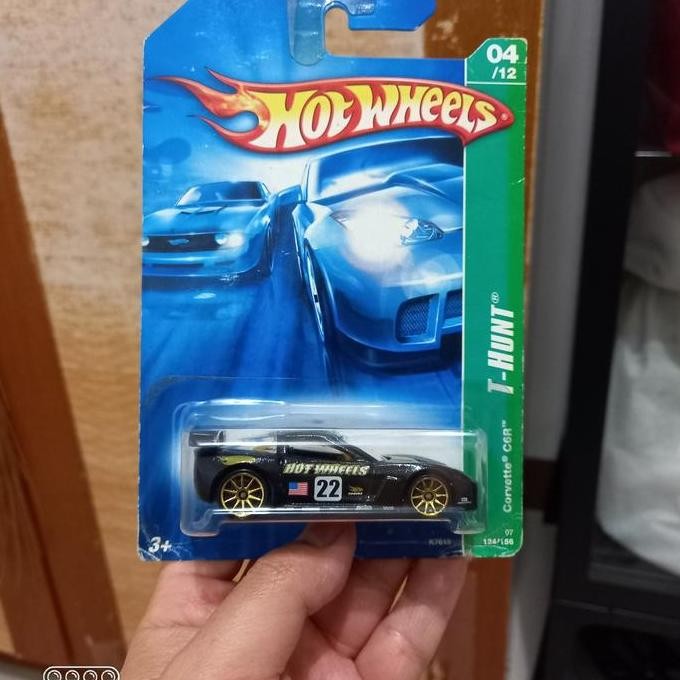 04
/12
HOT WHEELS®
T-HUNT®
Corvette® C6R™
HOT WHEELS
22
3+
07
124/156